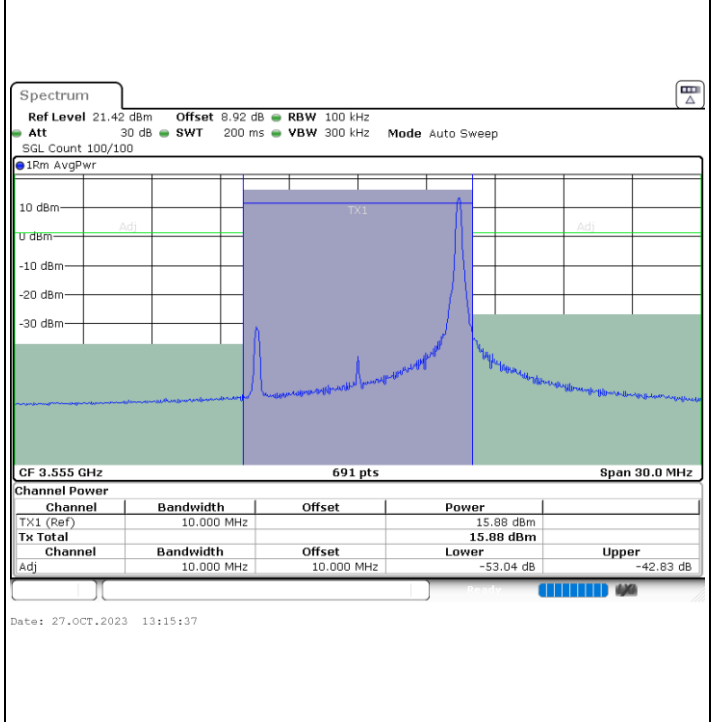 Spectrum
Ref Level 21.42 dBm Offset 8.92 dB RBW 100 kHz
Att 30 dB SWT 200 ms VBW 300 kHz Mode Auto Sweep
SGL Count 100/100
1Rm AvgPwr
10 dBm
TX1
Adj
Adj
0 dBm
-10 dBm
-20 dBm
-30 dBm
CF 3.555 GHz 691 pts Span 30.0 MHz
Channel Power
Channel Bandwidth Offset Power
TX1 (Ref) 10.000 MHz 15.88 dBm
Tx Total 15.88 dBm
Channel Bandwidth Offset Lower Upper
Adj 10.000 MHz 10.000 MHz -53.04 dB -42.83 dB
Ready
Date: 27.OCT.2023 13:15:37